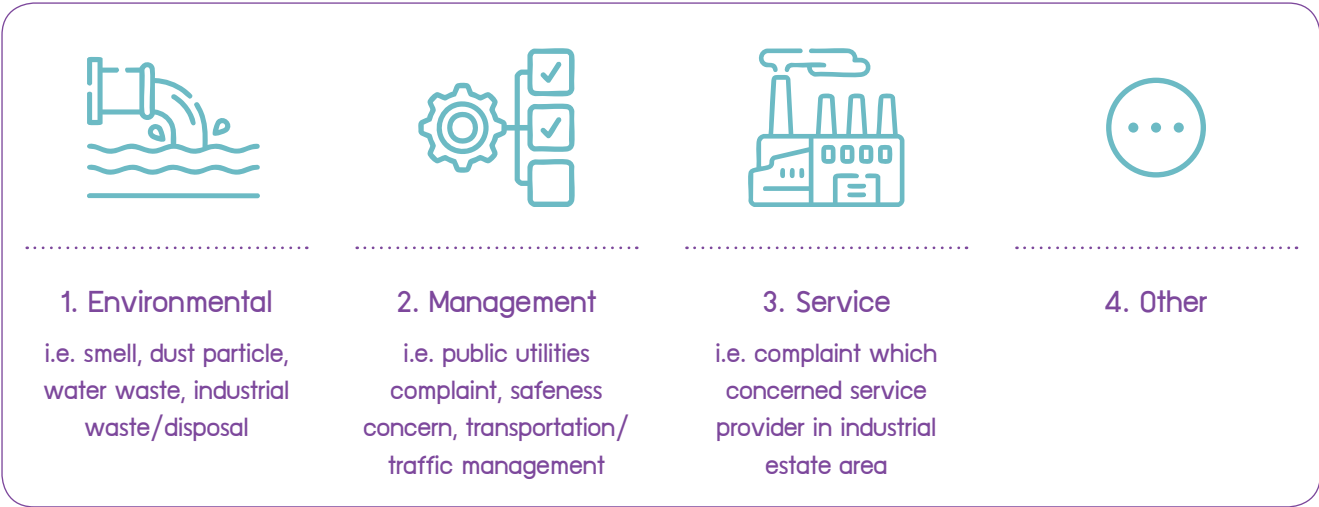 1. Environmental
i.e. smell, dust particle,
water waste, industrial
waste/disposal
2. Management
i.e. public utilities
complaint, safeness
concern, transportation/
traffic management
3. Service
i.e. complaint which
concerned service
provider in industrial
estate area
4. Other